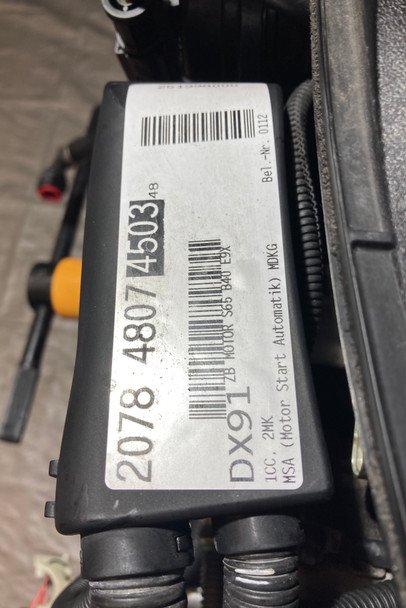 Bel.-Nr. 0112
2078 4807 4503 48
ZB MOTOR S65 B40 E9X
DX91
1CC, 2MK
MSA (Motor Start Automatik) MDKG